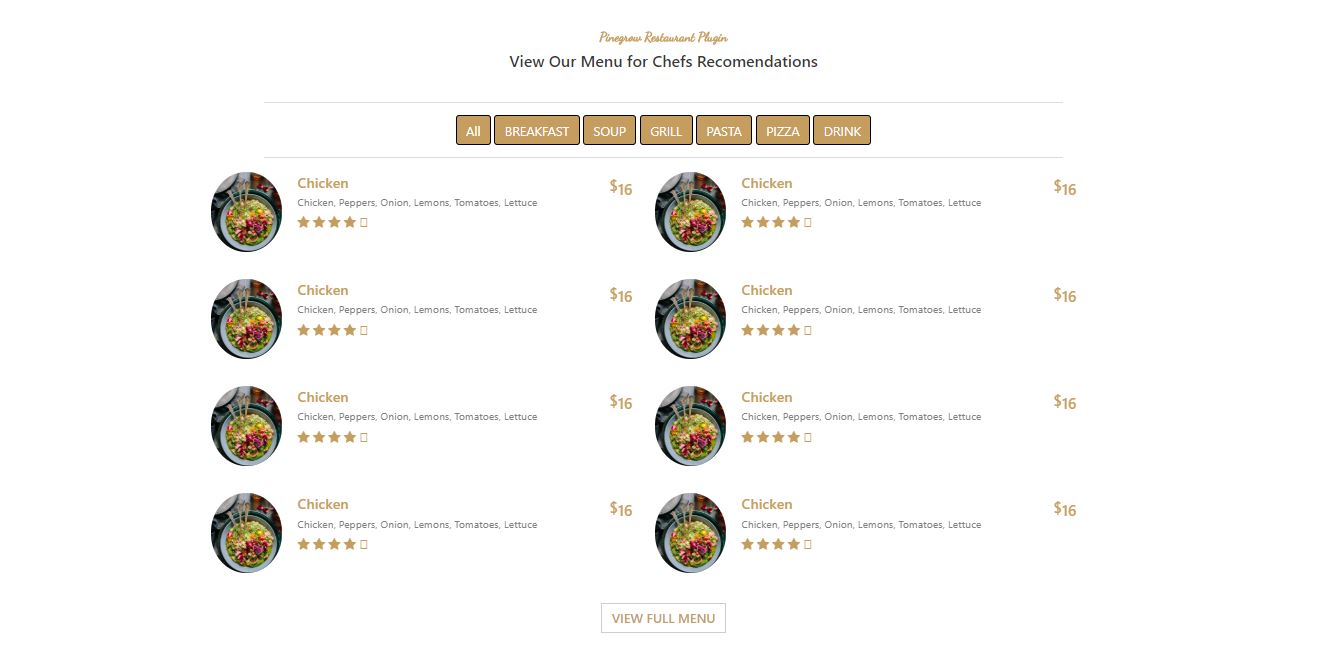 Pinegrow Restaurant Plugin
View Our Menu for Chefs Recomendations
All BREAKFAST SOUP GRILL PASTA PIZZA DRINK
Chicken $16
Chicken, Peppers, Onion, Lemons, Tomatoes, Lettuce
Chicken $16
Chicken, Peppers, Onion, Lemons, Tomatoes, Lettuce
Chicken $16
Chicken, Peppers, Onion, Lemons, Tomatoes, Lettuce
Chicken $16
Chicken, Peppers, Onion, Lemons, Tomatoes, Lettuce
Chicken $16
Chicken, Peppers, Onion, Lemons, Tomatoes, Lettuce
Chicken $16
Chicken, Peppers, Onion, Lemons, Tomatoes, Lettuce
Chicken $16
Chicken, Peppers, Onion, Lemons, Tomatoes, Lettuce
Chicken $16
Chicken, Peppers, Onion, Lemons, Tomatoes, Lettuce
VIEW FULL MENU